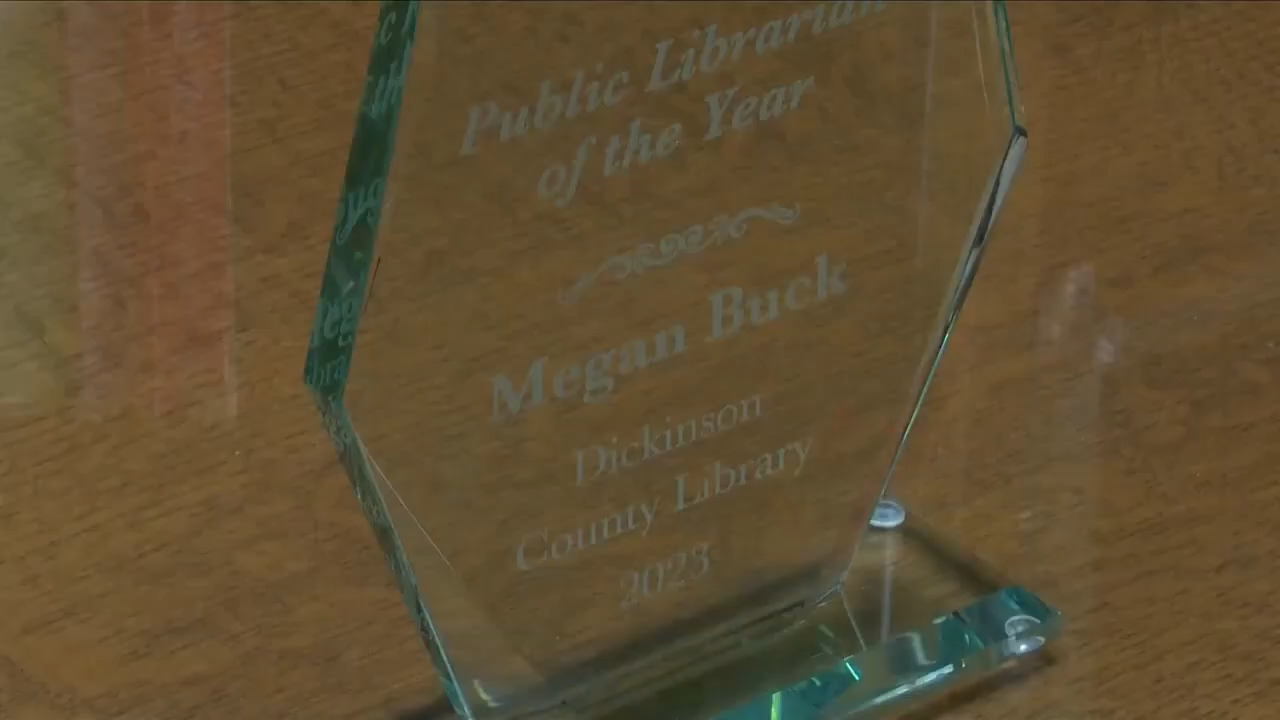 Public Librarian
of the Year
Megan Buck
Dickinson
County Library
2023